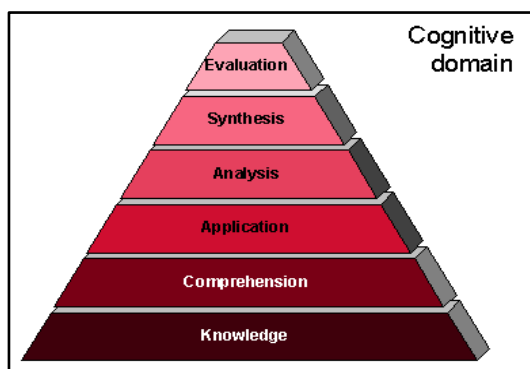 Cognitive
domain
Evaluation
Synthesis
Analysis
Application
Comprehension
Knowledge